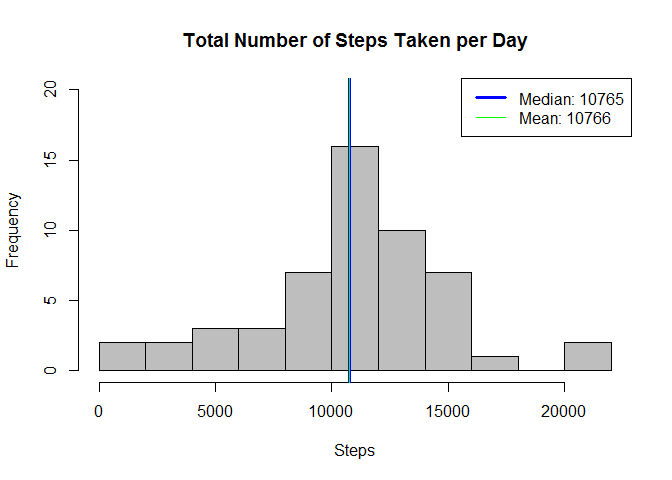 Total Number of Steps Taken per Day
Median: 10765
Mean: 10766
Frequency
20
15
10
5
0
0 5000 10000 15000 20000
Steps